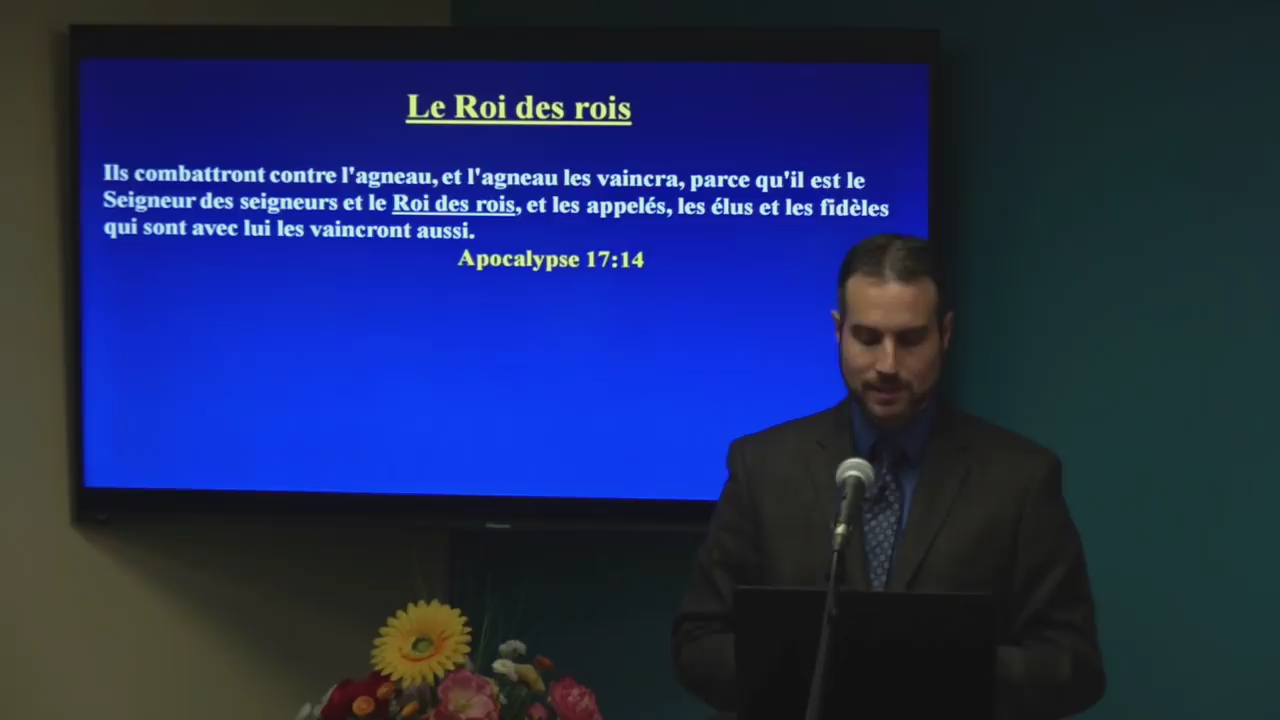 Le Roi des rois
Ils combattront contre l'agneau, et l'agneau les vaincra, parce qu'il est le
Seigneur des seigneurs et le Roi des rois, et les appelés, les élus et les fidèles
qui sont avec lui les vaincront aussi.
Apocalypse 17:14